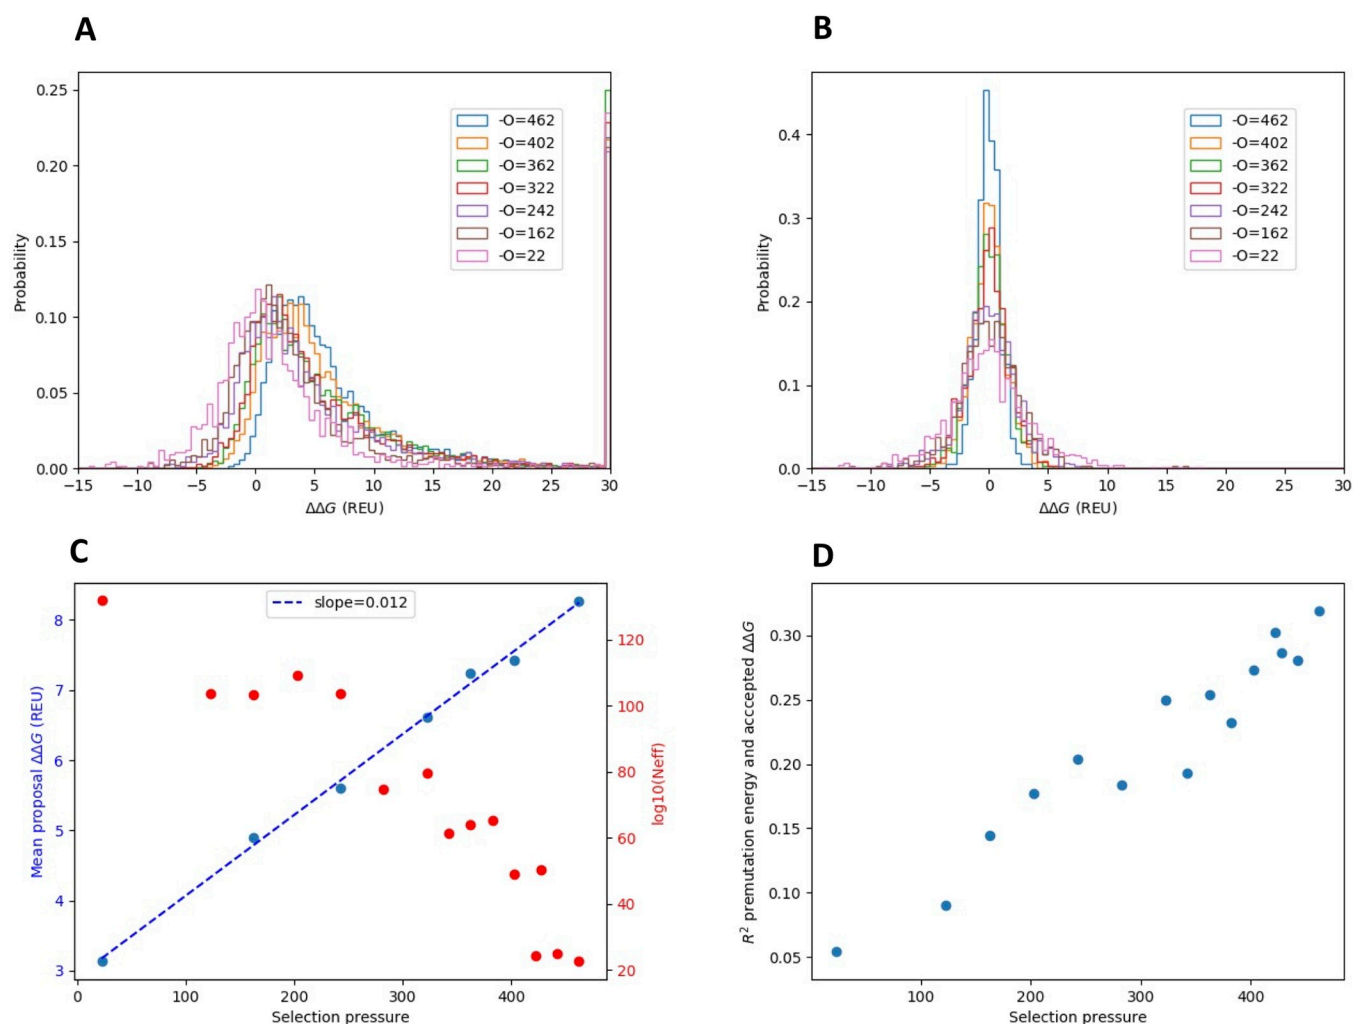 A
0.25
0.20
0.15
0.10
0.05
0.00
Probability
-O=462
-O=402
-O=362
-O=322
-O=242
-O=162
-O=22
−15 −10 −5 0 5 10 15 20 25 30
ΔΔG (REU)
B
0.4
0.3
0.2
0.1
0.0
Probability
-O=462
-O=402
-O=362
-O=322
-O=242
-O=162
-O=22
−15 −10 −5 0 5 10 15 20 25 30
ΔΔG (REU)
C
8
7
6
5
4
3
Mean proposal ΔΔG (REU)
slope=0.012
120
100
80
60
40
20
log10(Neff)
0 100 200 300 400
Selection pressure
D
0.30
0.25
0.20
0.15
0.10
0.05
R² premutation energy and acccepted ΔΔG
100 200 300 400
Selection pressure